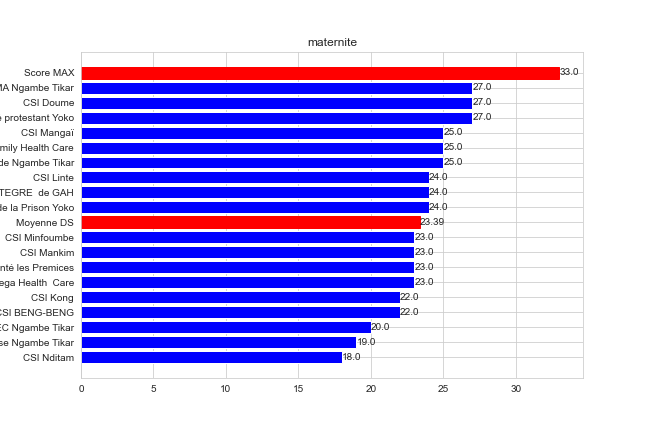 maternite
Score MAX 33.0
MA Ngambe Tikar 27.0
CSI Doume 27.0
protestant Yoko 27.0
CSI Mangaï 25.0
mily Health Care 25.0
de Ngambe Tikar 25.0
CSI Linte 24.0
TEGRE de GAH 24.0
de la Prison Yoko 24.0
Moyenne DS 23.39
CSI Minfoumbe 23.0
CSI Mankim 23.0
nté les Premices 23.0
ega Health Care 23.0
CSI Kong 22.0
CSI BENG-BENG 22.0
EC Ngambe Tikar 20.0
se Ngambe Tikar 19.0
CSI Nditam 18.0
0 5 10 15 20 25 30